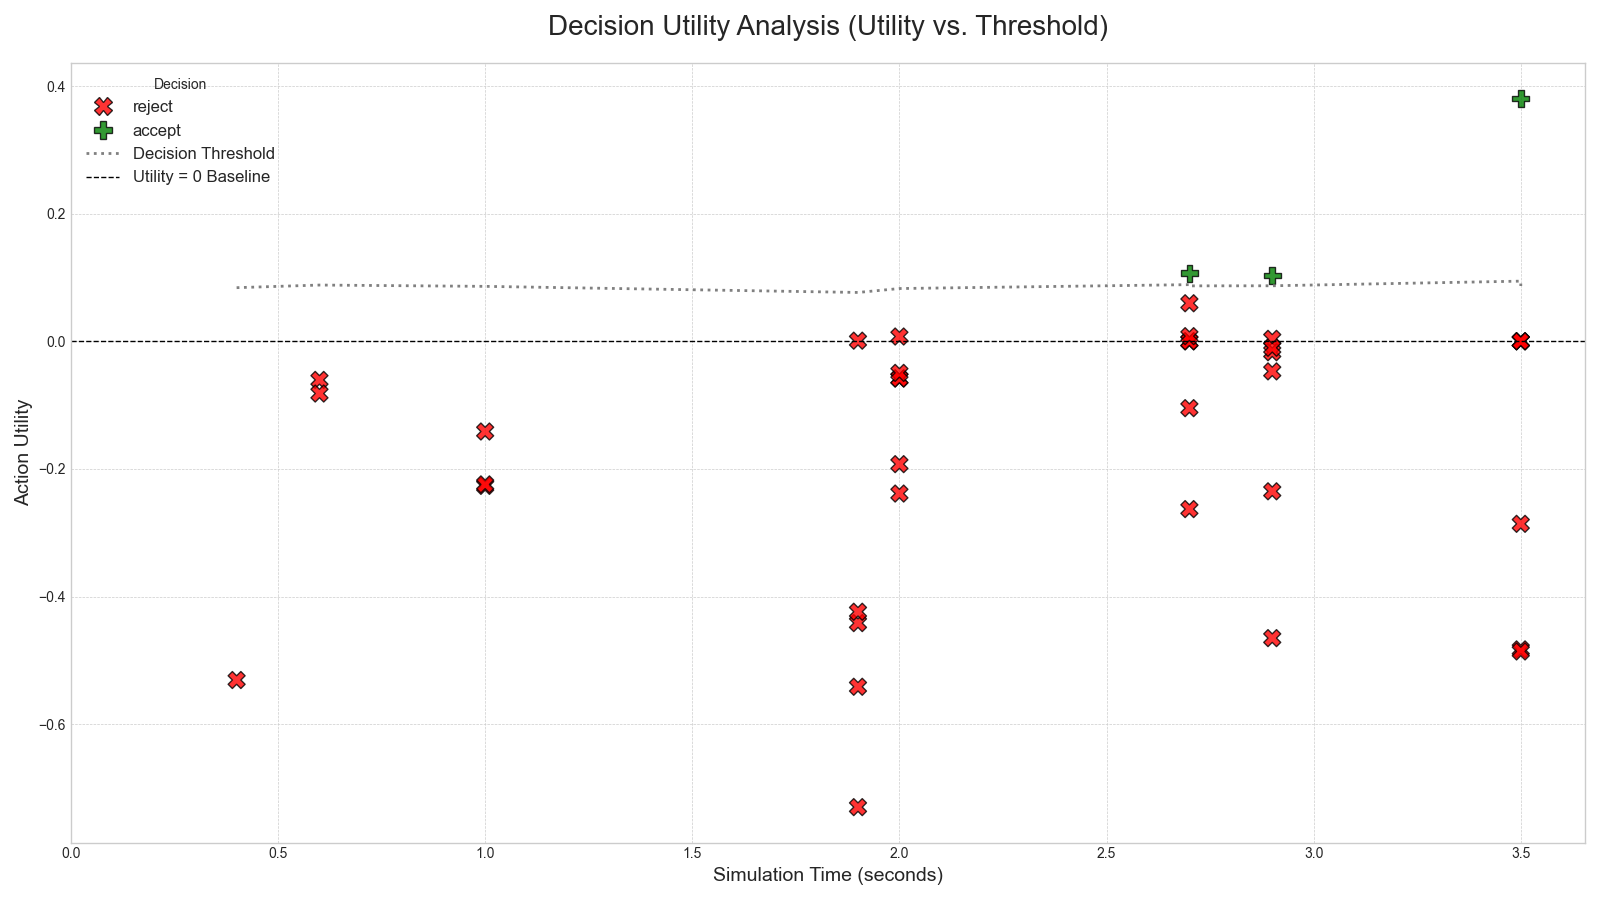 Decision Utility Analysis (Utility vs. Threshold)
Decision
reject
accept
Decision Threshold
Utility = 0 Baseline
Action Utility
0.4
0.2
0.0
−0.2
−0.4
−0.6
0.0 0.5 1.0 1.5 2.0 2.5 3.0 3.5
Simulation Time (seconds)